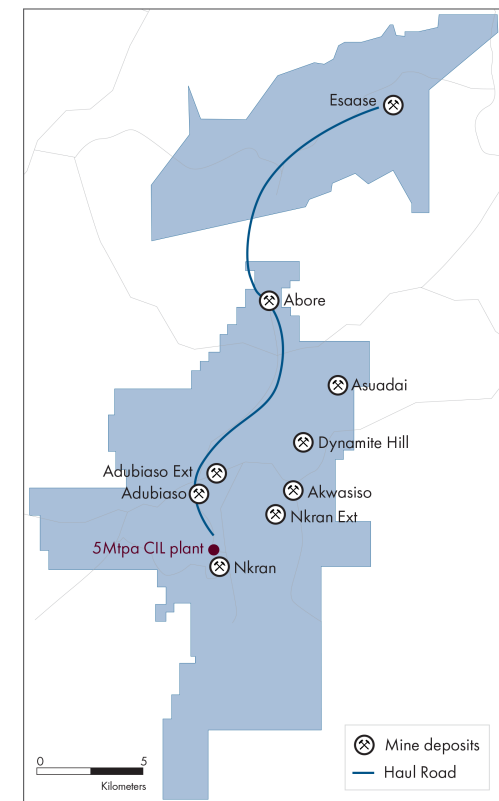 Esaase
Abore
Asuadai
Dynamite Hill
Adubiaso Ext
Adubiaso
Akwasiso
Nkran Ext
5Mtpa CIL plant
Nkran
0 5
Kilometers
Mine deposits
Haul Road